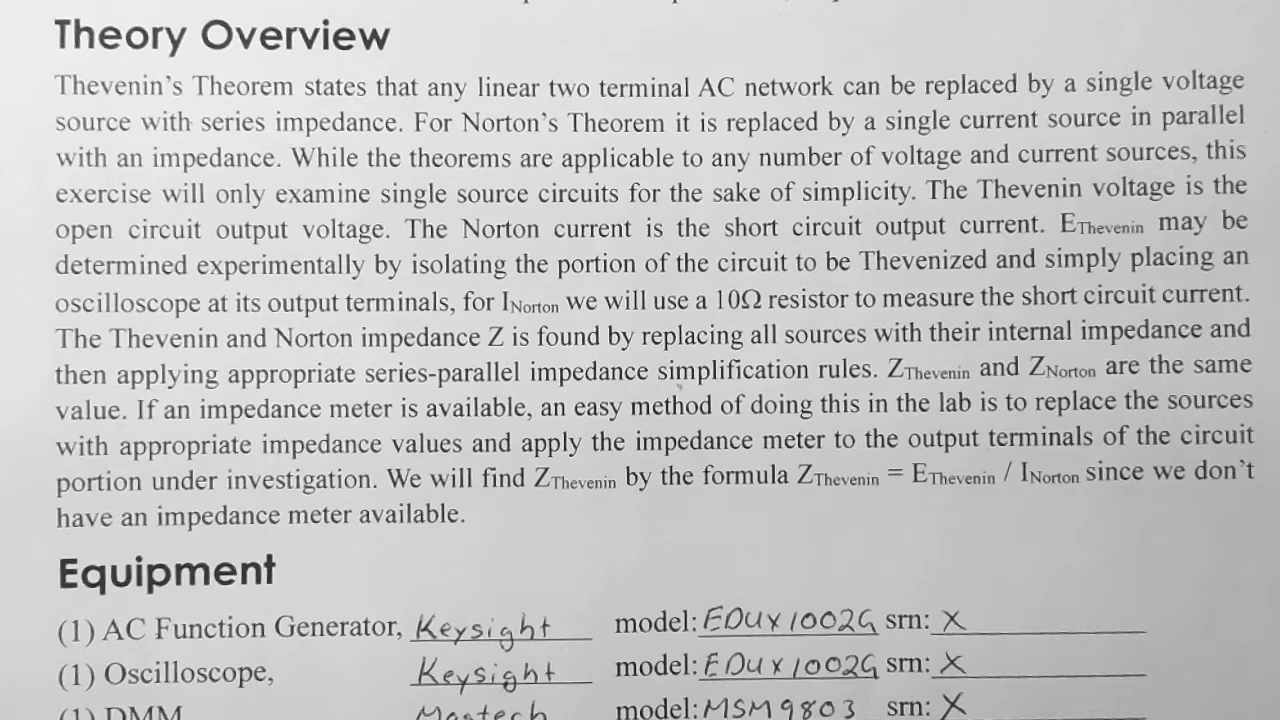 Theory Overview
Thevenin's Theorem states that any linear two terminal AC network can be replaced by a single voltage
source with series impedance. For Norton's Theorem it is replaced by a single current source in parallel
with an impedance. While the theorems are applicable to any number of voltage and current sources, this
exercise will only examine single source circuits for the sake of simplicity. The Thevenin voltage is the
open circuit output voltage. The Norton current is the short circuit output current. EThevenin may be
determined experimentally by isolating the portion of the circuit to be Thevenized and simply placing an
oscilloscope at its output terminals, for INorton we will use a 10Ω resistor to measure the short circuit current.
The Thevenin and Norton impedance Z is found by replacing all sources with their internal impedance and
then applying appropriate series-parallel impedance simplification rules. ZThevenin and ZNorton are the same
value. If an impedance meter is available, an easy method of doing this in the lab is to replace the sources
with appropriate impedance values and apply the impedance meter to the output terminals of the circuit
portion under investigation. We will find ZThevenin by the formula ZThevenin = EThevenin / INorton since we don't
have an impedance meter available.
Equipment
(1) AC Function Generator, Keysight model: EDUX1002G srn: X
(1) Oscilloscope, Keysight model: EDUX1002G srn: X
(1) DMM Mastech model: MSM9803 srn: X